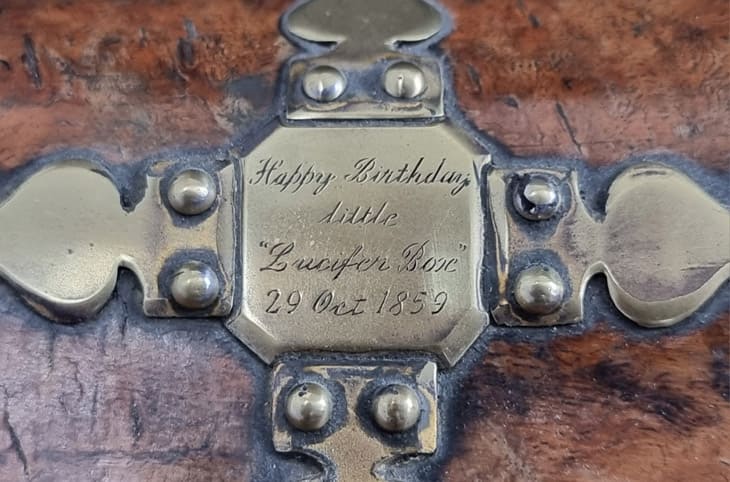 Happy Birthday
little
"Lucifer Box"
29 Oct 1859